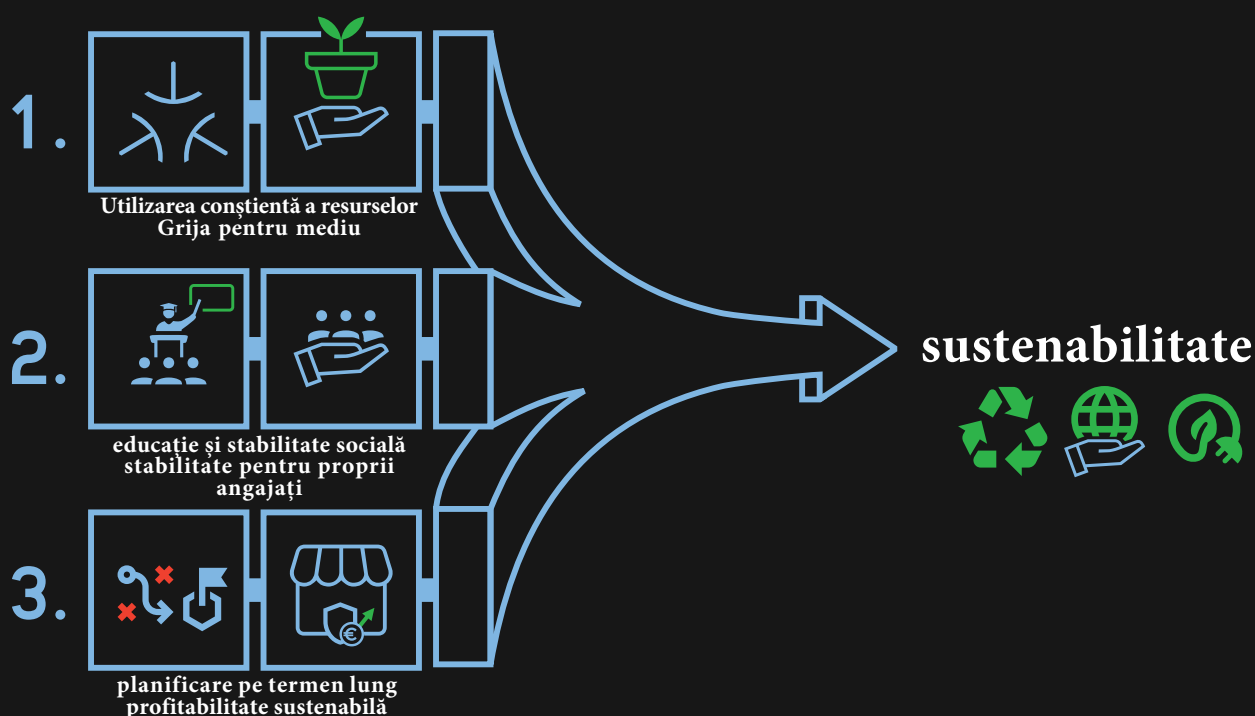 1.
Utilizarea conștientă a resurselor
Grija pentru mediu
2.
educație și stabilitate socială
stabilitate pentru proprii
angajați
3.
€
planificare pe termen lung
profitabilitate sustenabilă
sustenabilitate